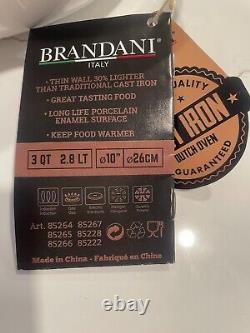 BRANDANI
ITALY
• THIN WALL 30% LIGHTER
THAN TRADITIONAL CAST IRON
• GREAT TASTING FOOD
• LONG LIFE PORCELAIN
ENAMEL SURFACE
• KEEP FOOD WARMER
3 QT 2.8 LT ⌀10" ⌀26CM
Art. 85264 85267
85265 85228
85266 85222
Made in China - Fabriqué en Chine
QUALITY
IRON
DUTCH OVEN
GUARANTEED